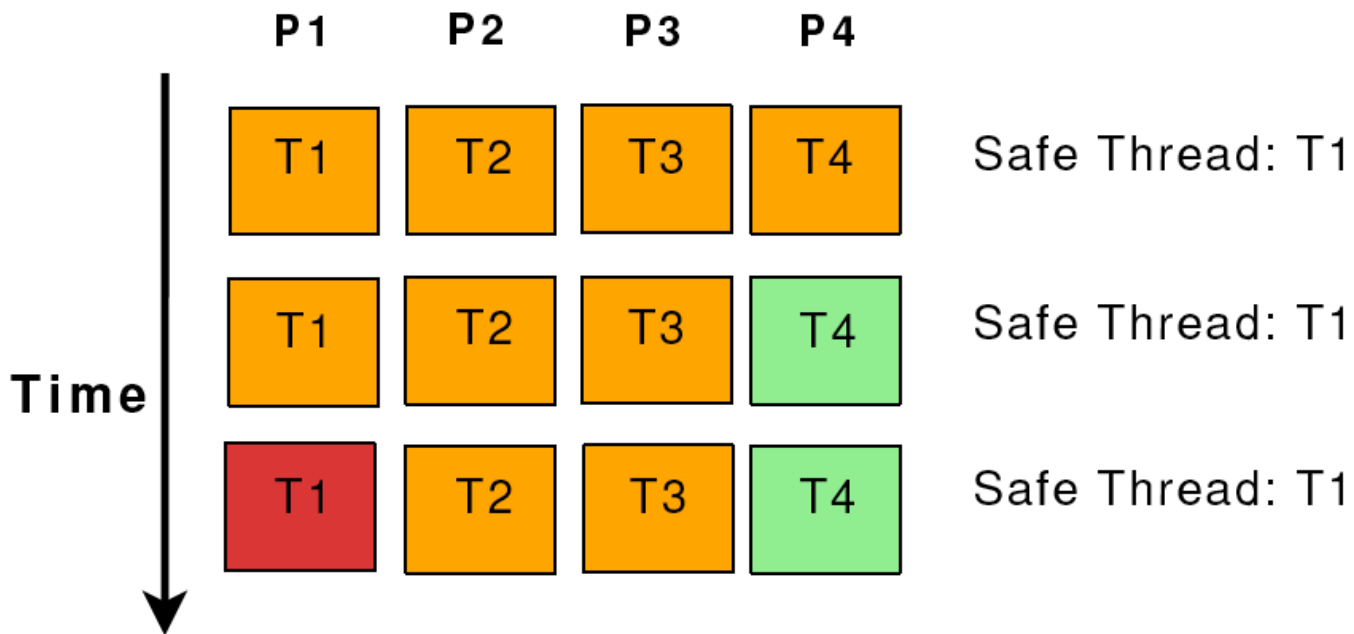 P1 P2 P3 P4
T1 T2 T3 T4 Safe Thread: T1
T1 T2 T3 T4 Safe Thread: T1
Time
T1 T2 T3 T4 Safe Thread: T1